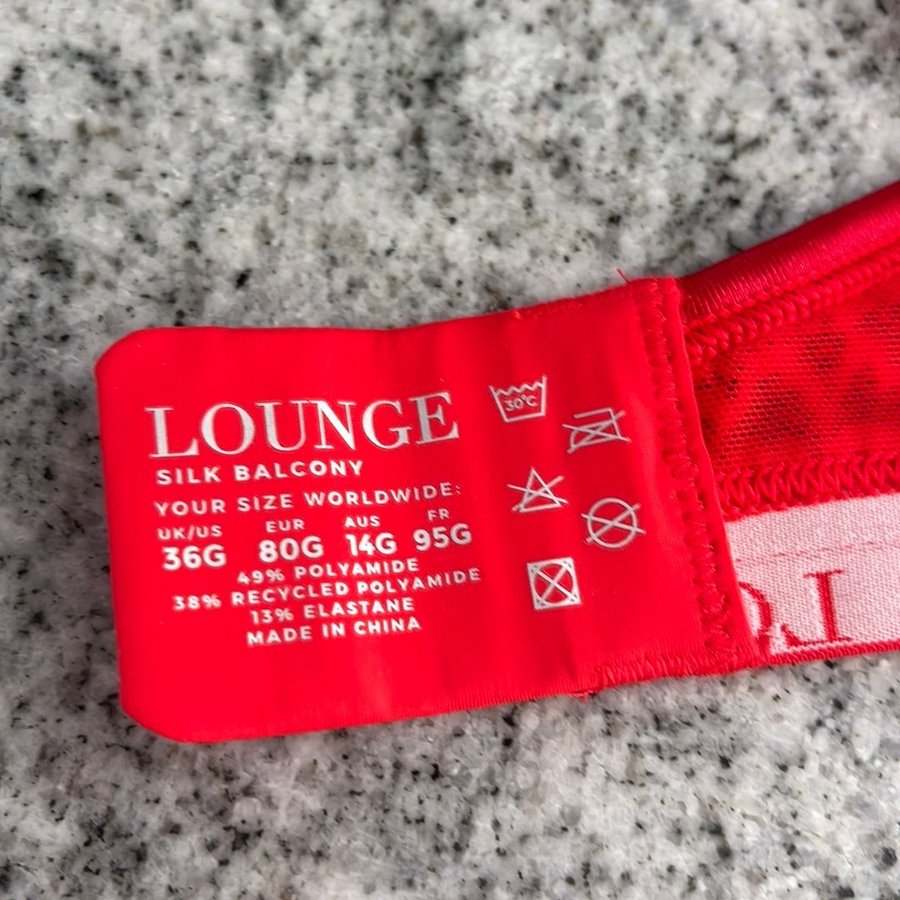 LOUNGE
SILK BALCONY
YOUR SIZE WORLDWIDE:
UK/US EUR AUS FR
36G 80G 14G 95G
49% POLYAMIDE
38% RECYCLED POLYAMIDE
13% ELASTANE
MADE IN CHINA
30°C